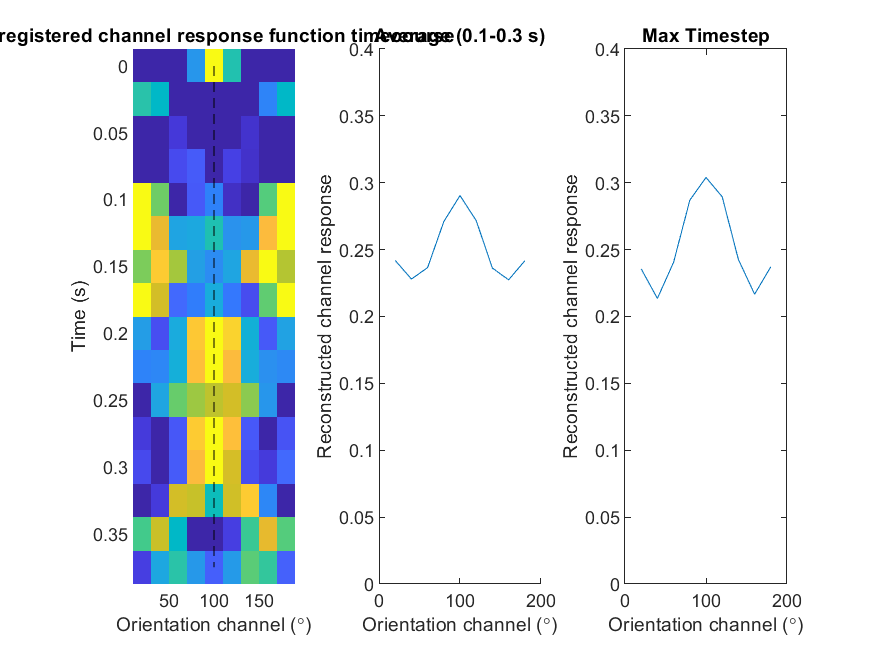 registered channel response function timecourse
Average (0.1-0.3 s)
Max Timestep
Time (s)
0
0.05
0.1
0.15
0.2
0.25
0.3
0.35
50 100 150
Orientation channel (°)
Reconstructed channel response
0.4
0.35
0.3
0.25
0.2
0.15
0.1
0.05
0
0 100 200
Orientation channel (°)
Reconstructed channel response
0.4
0.35
0.3
0.25
0.2
0.15
0.1
0.05
0
0 100 200
Orientation channel (°)